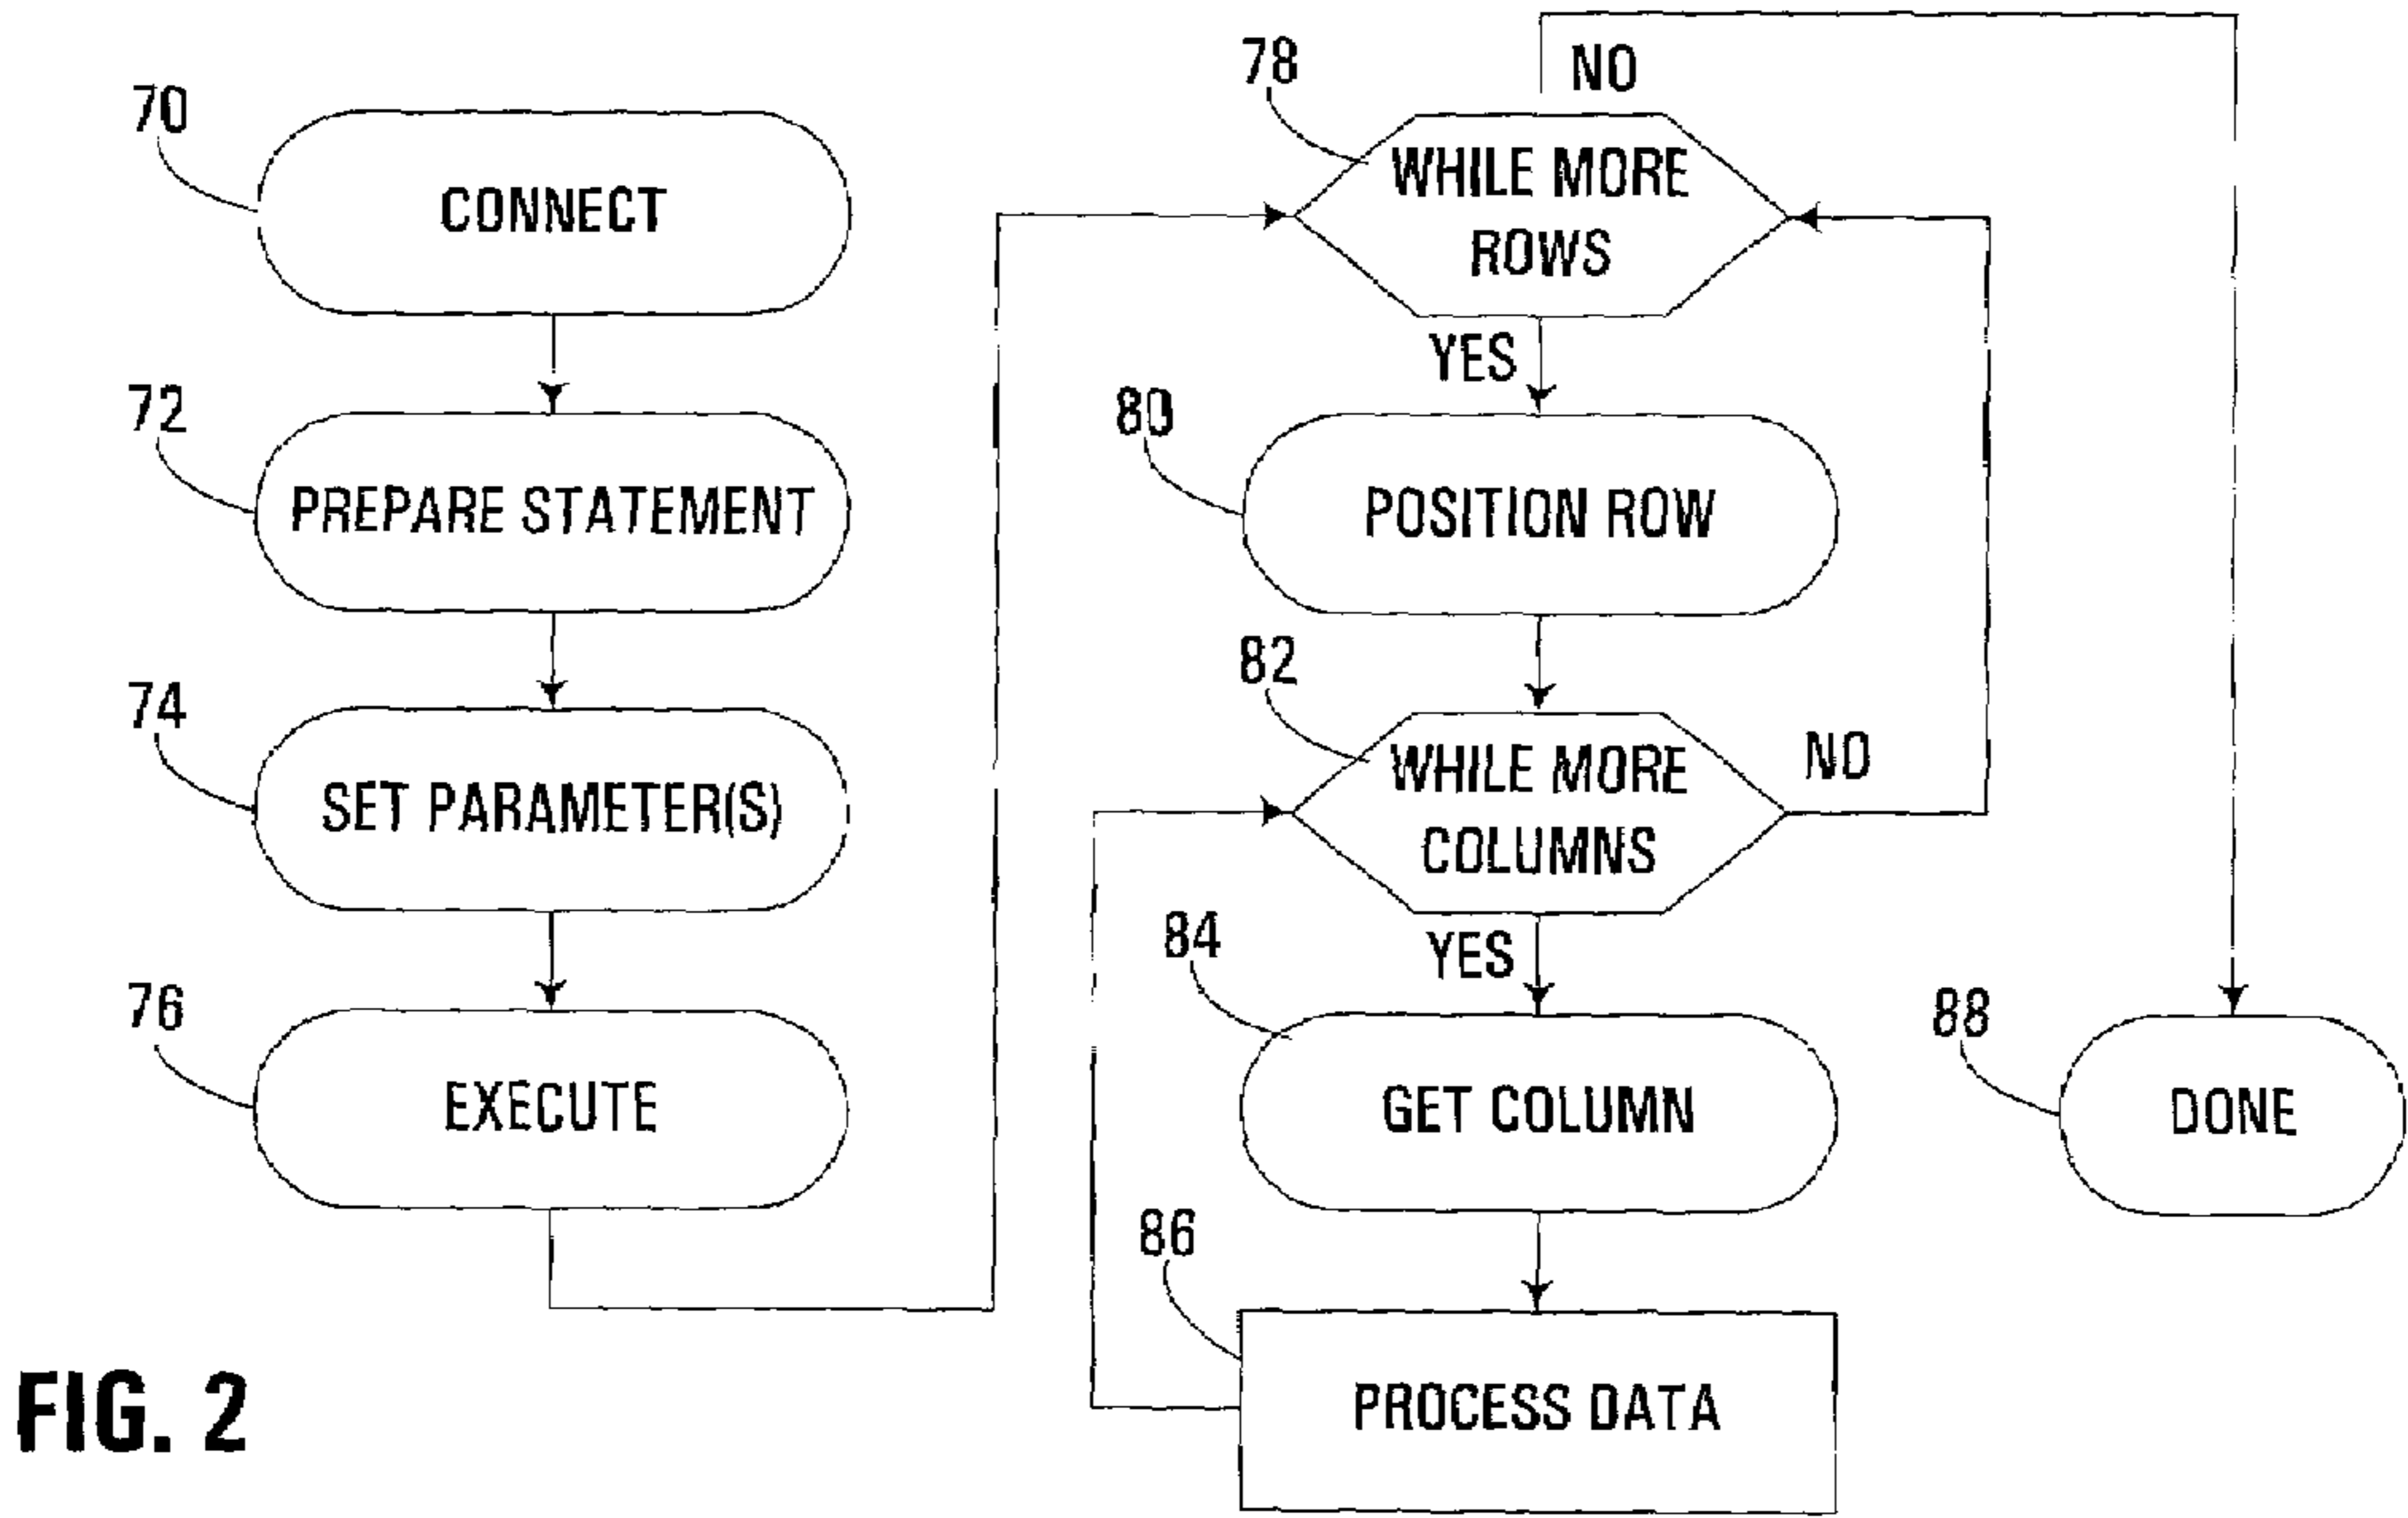 70
CONNECT
72
PREPARE STATEMENT
74
SET PARAMETER(S)
76
EXECUTE
78
NO
WHILE MORE
ROWS
YES
80
POSITION ROW
82
WHILE MORE
COLUMNS
NO
YES
84
GET COLUMN
86
PROCESS DATA
88
DONE
FIG. 2